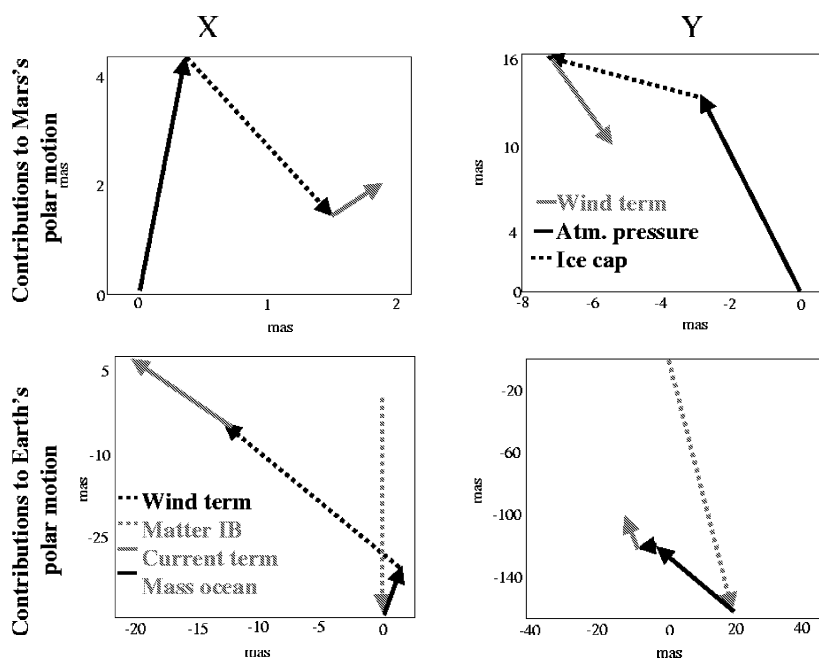 X
Y
Contributions to Mars's
polar motion
mas
4
2
0
0
1
2
mas
mas
16
10
4
0
-8
-6
-4
-2
0
mas
Wind term
Atm. pressure
Ice cap
Contributions to Earth's
polar motion
mas
5
-10
-25
-20
-15
-10
-5
0
mas
Wind term
Matter IB
Current term
Mass ocean
mas
-20
-60
-100
-140
-40
-20
0
20
40
mas